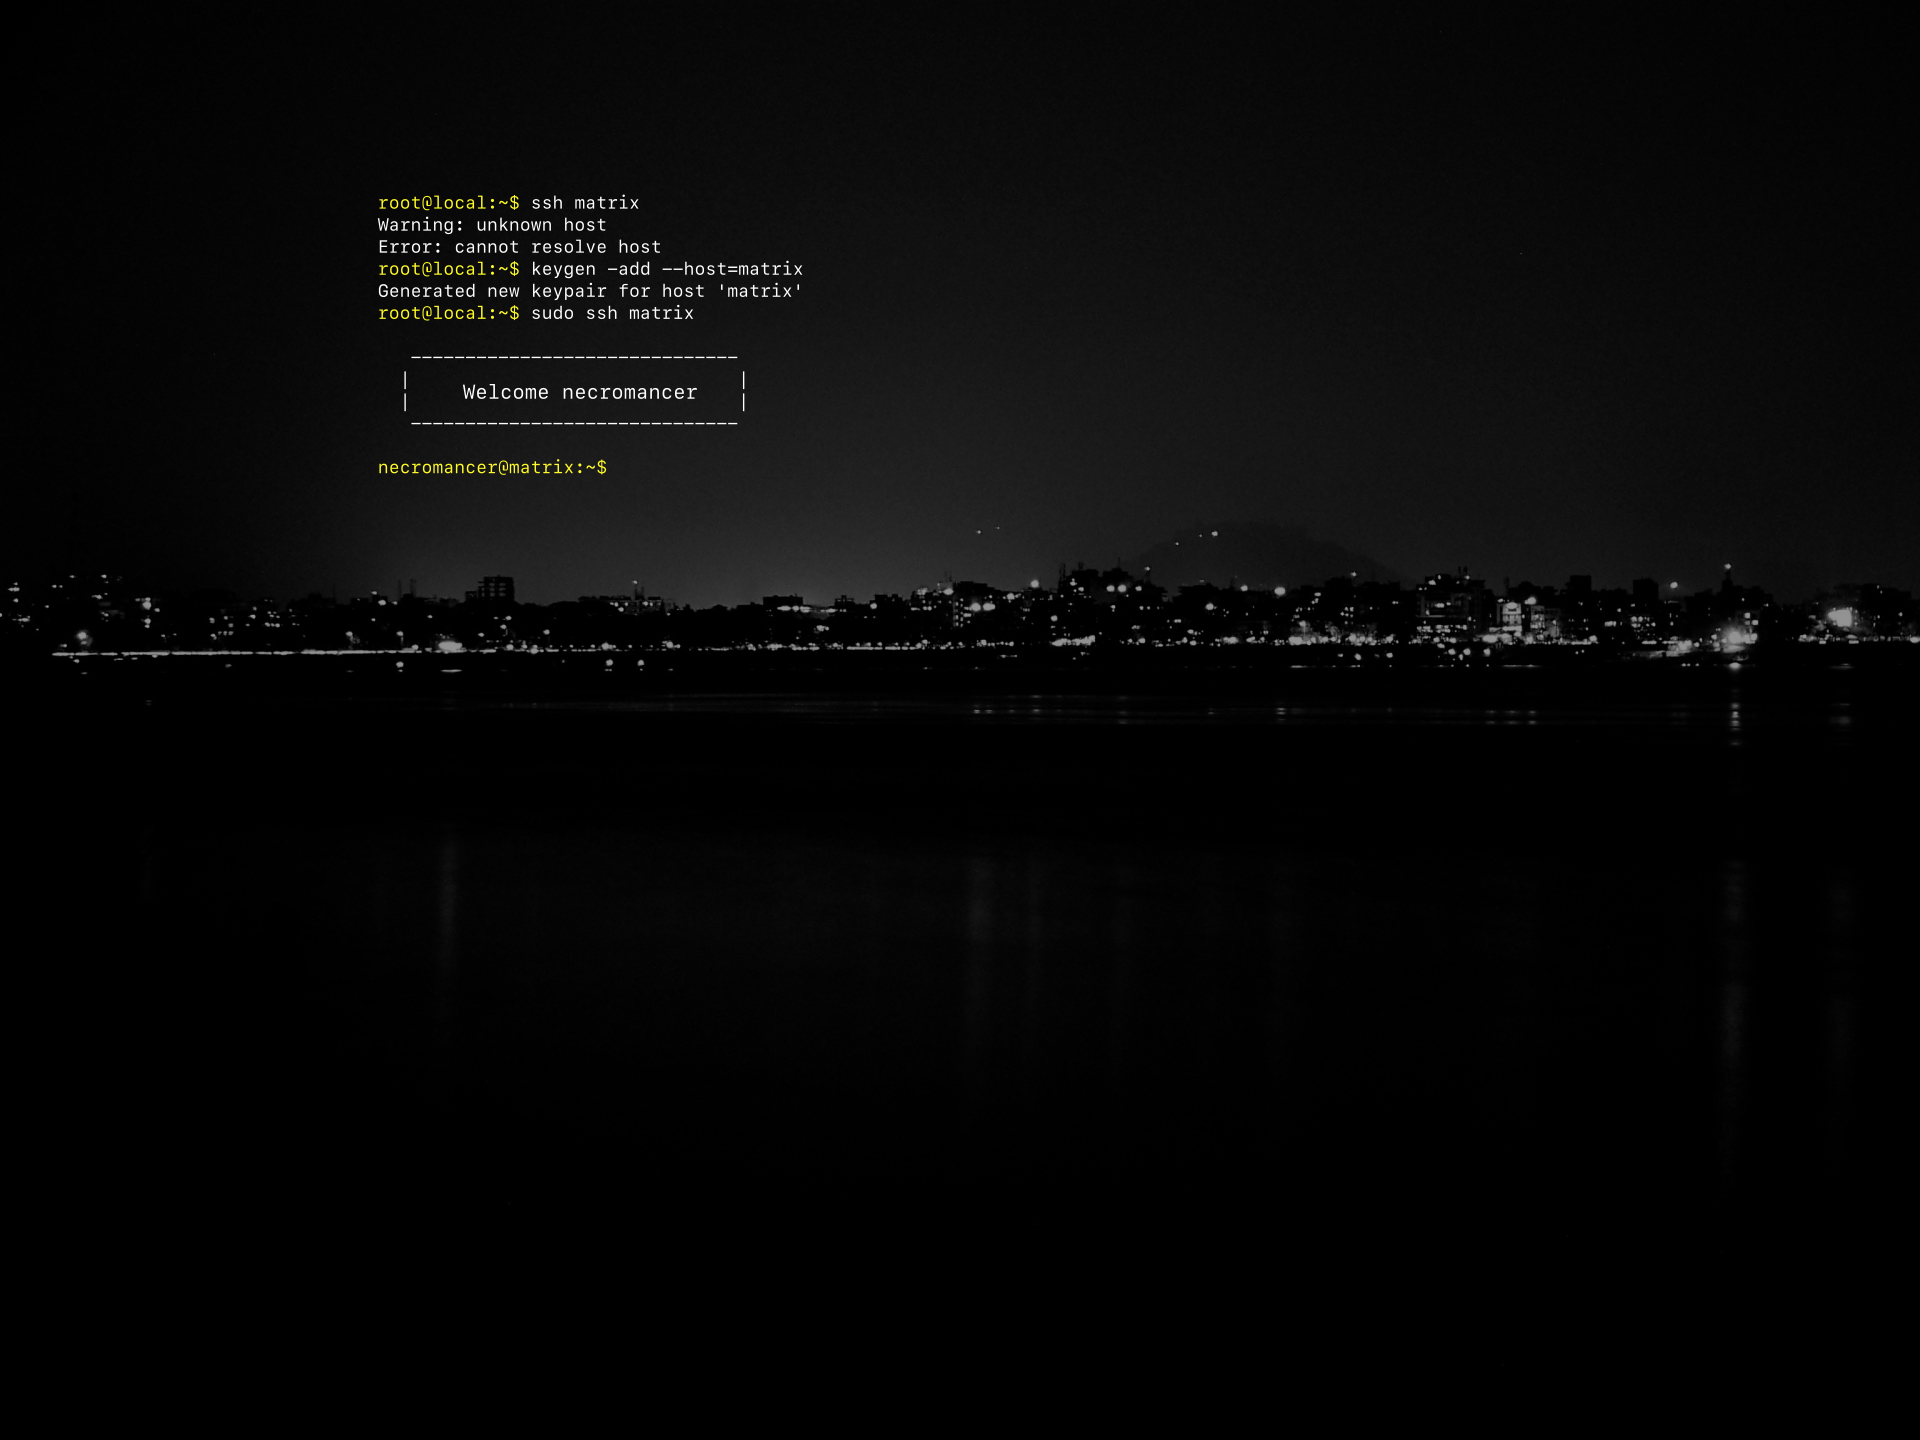 root@local:~$ ssh matrix
Warning: unknown host
Error: cannot resolve host
root@local:~$ keygen -add --host=matrix
Generated new keypair for host 'matrix'
root@local:~$ sudo ssh matrix
------------------------------
| Welcome necromancer |
------------------------------
necromancer@matrix:~$